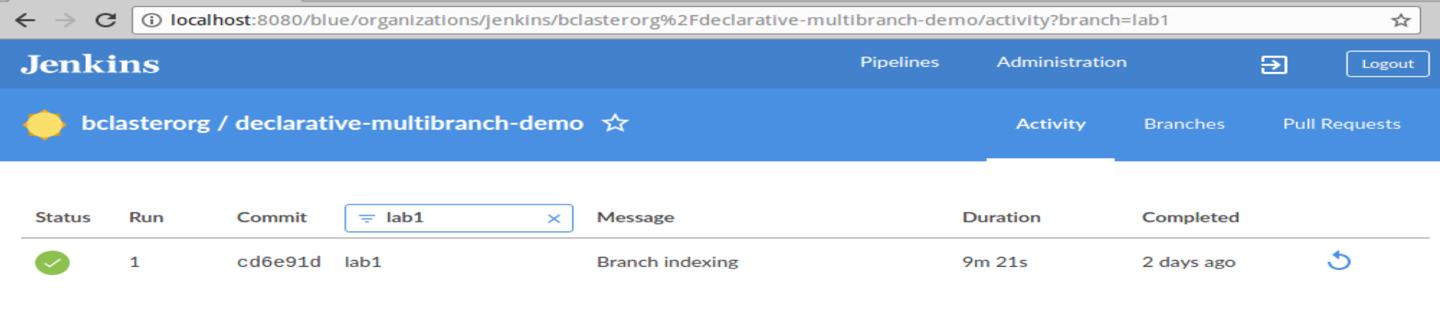 localhost:8080/blue/organizations/jenkins/bclasterorg%2Fdeclarative-multibranch-demo/activity?branch=lab1
Jenkins Pipelines Administration Logout
bclasterorg / declarative-multibranch-demo Activity Branches Pull Requests
Status Run Commit lab1 Message Duration Completed
1 cd6e91d lab1 Branch indexing 9m 21s 2 days ago